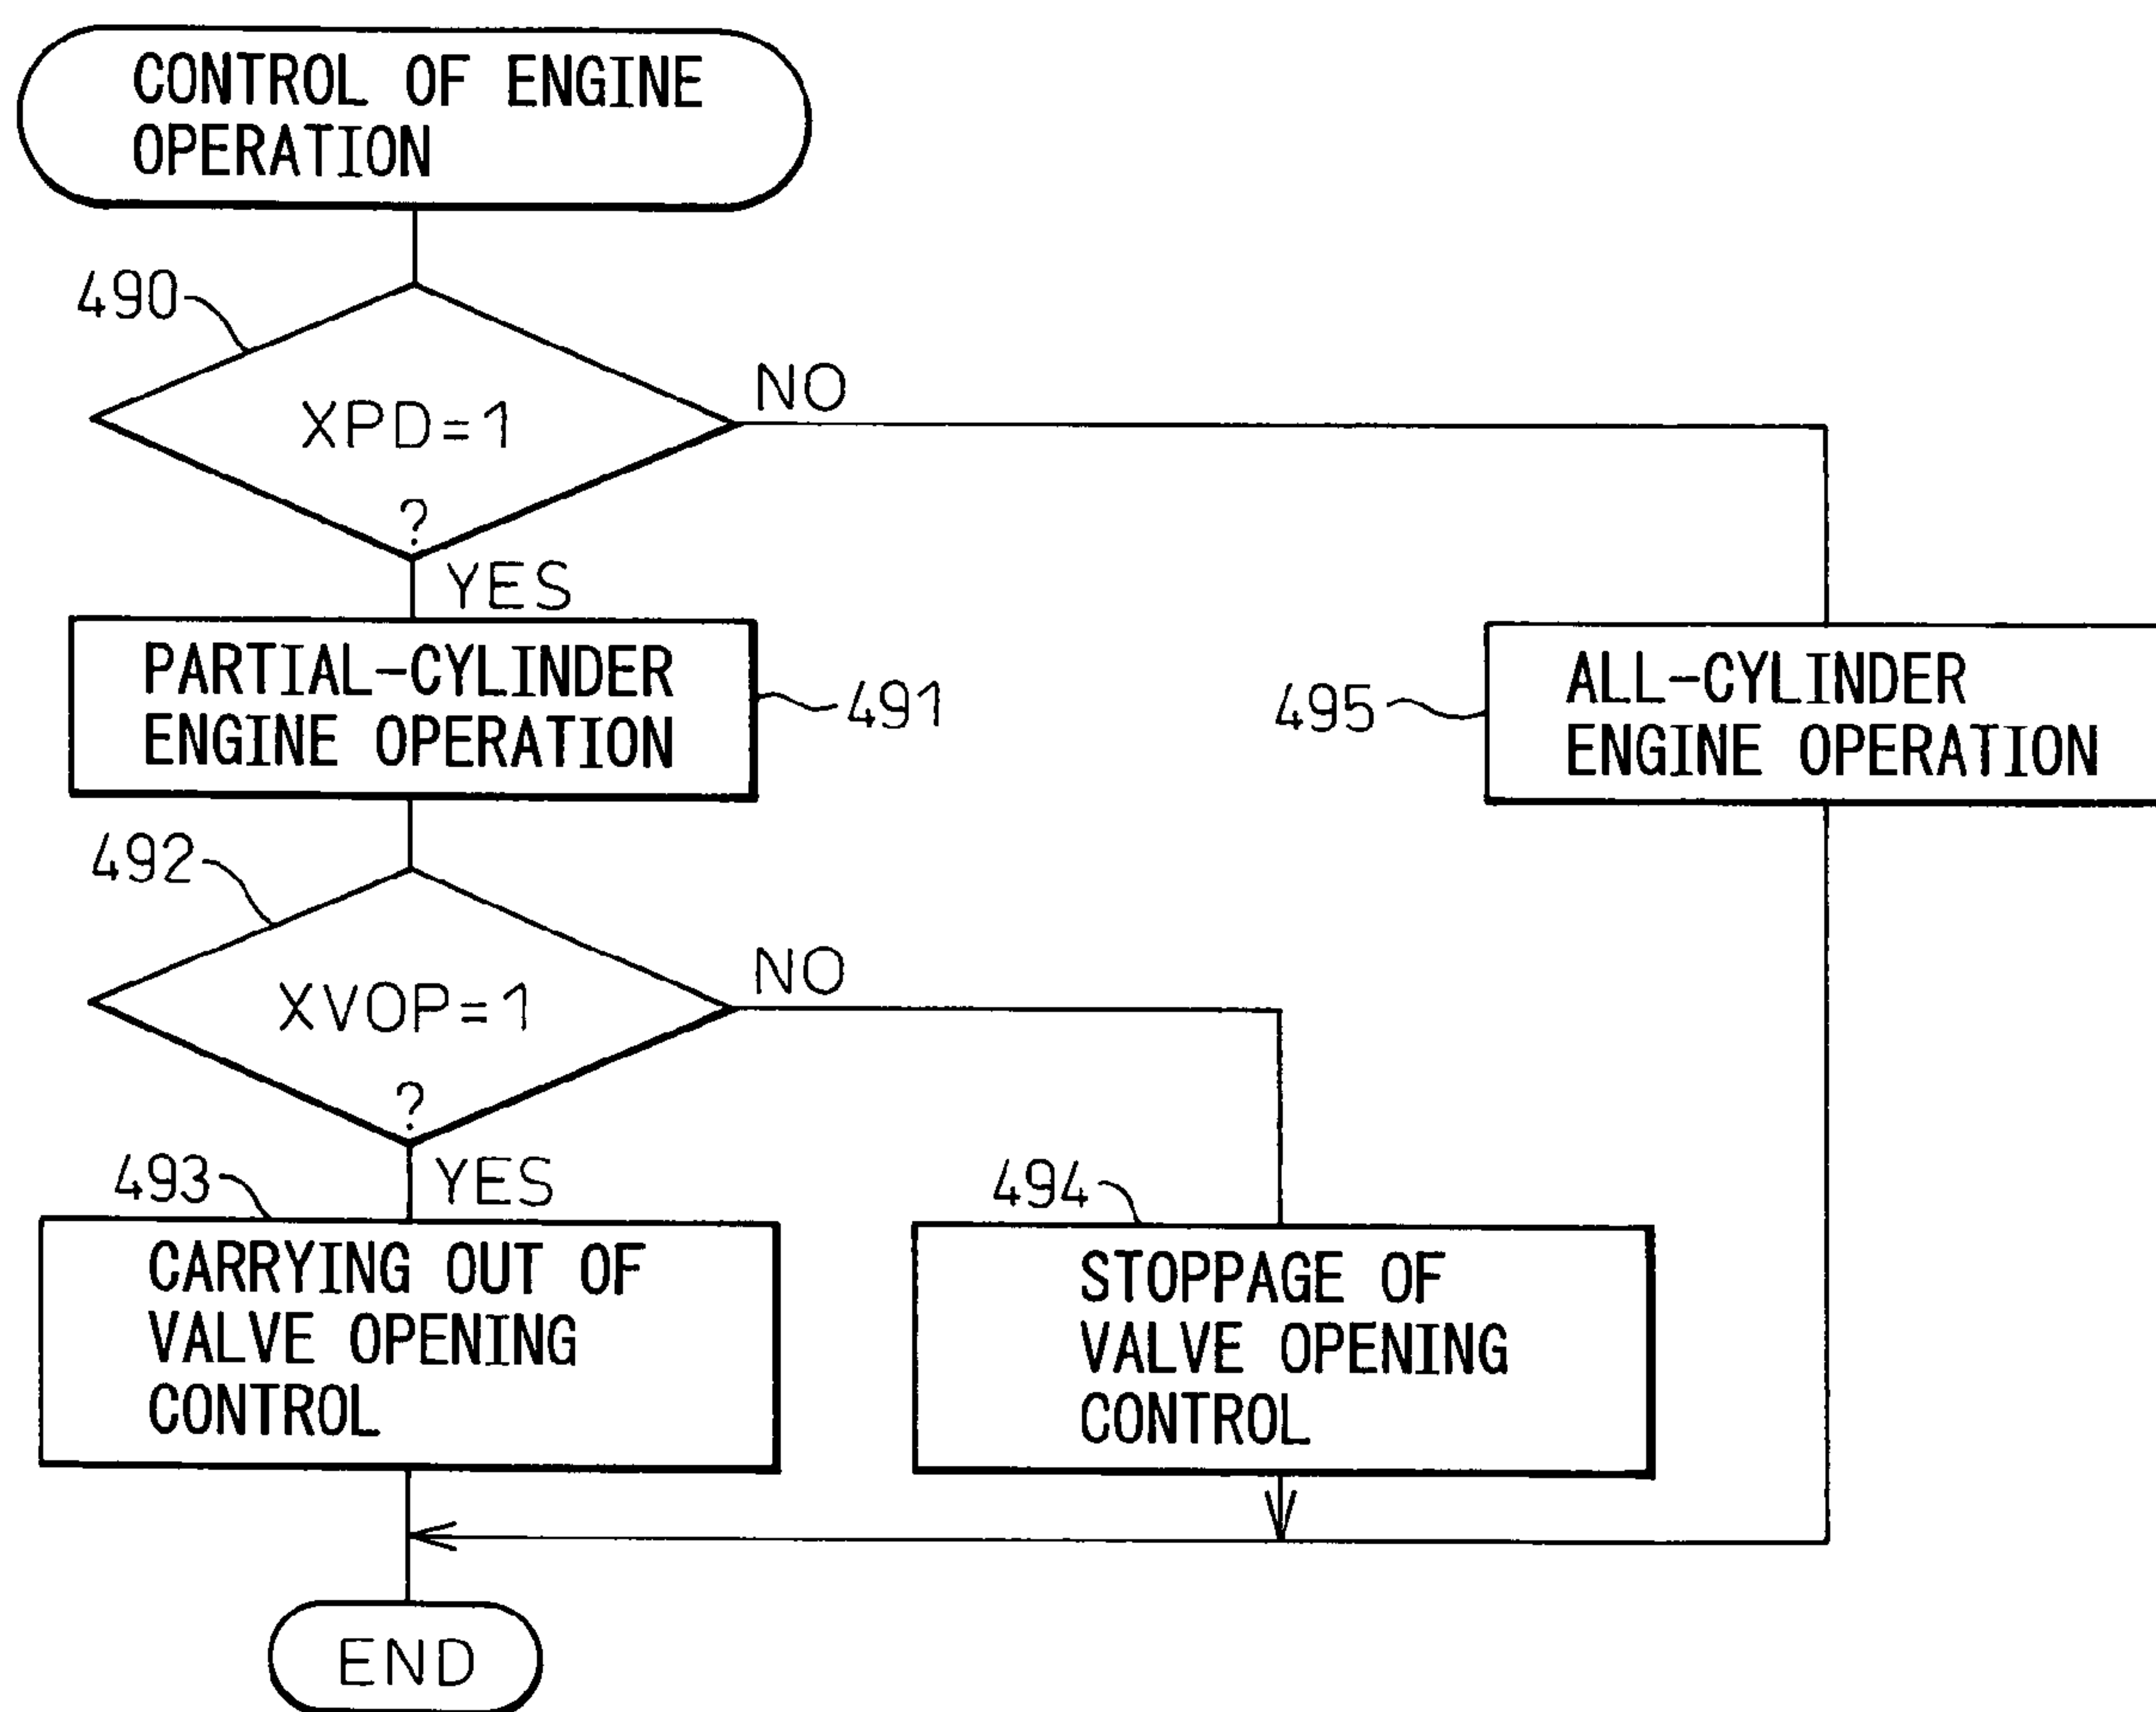 CONTROL OF ENGINE
OPERATION
490
XPD=1
?
NO
YES
PARTIAL-CYLINDER
ENGINE OPERATION
491
495
ALL-CYLINDER
ENGINE OPERATION
492
XVOP=1
?
NO
YES
493
CARRYING OUT OF
VALVE OPENING
CONTROL
494
STOPPAGE OF
VALVE OPENING
CONTROL
END